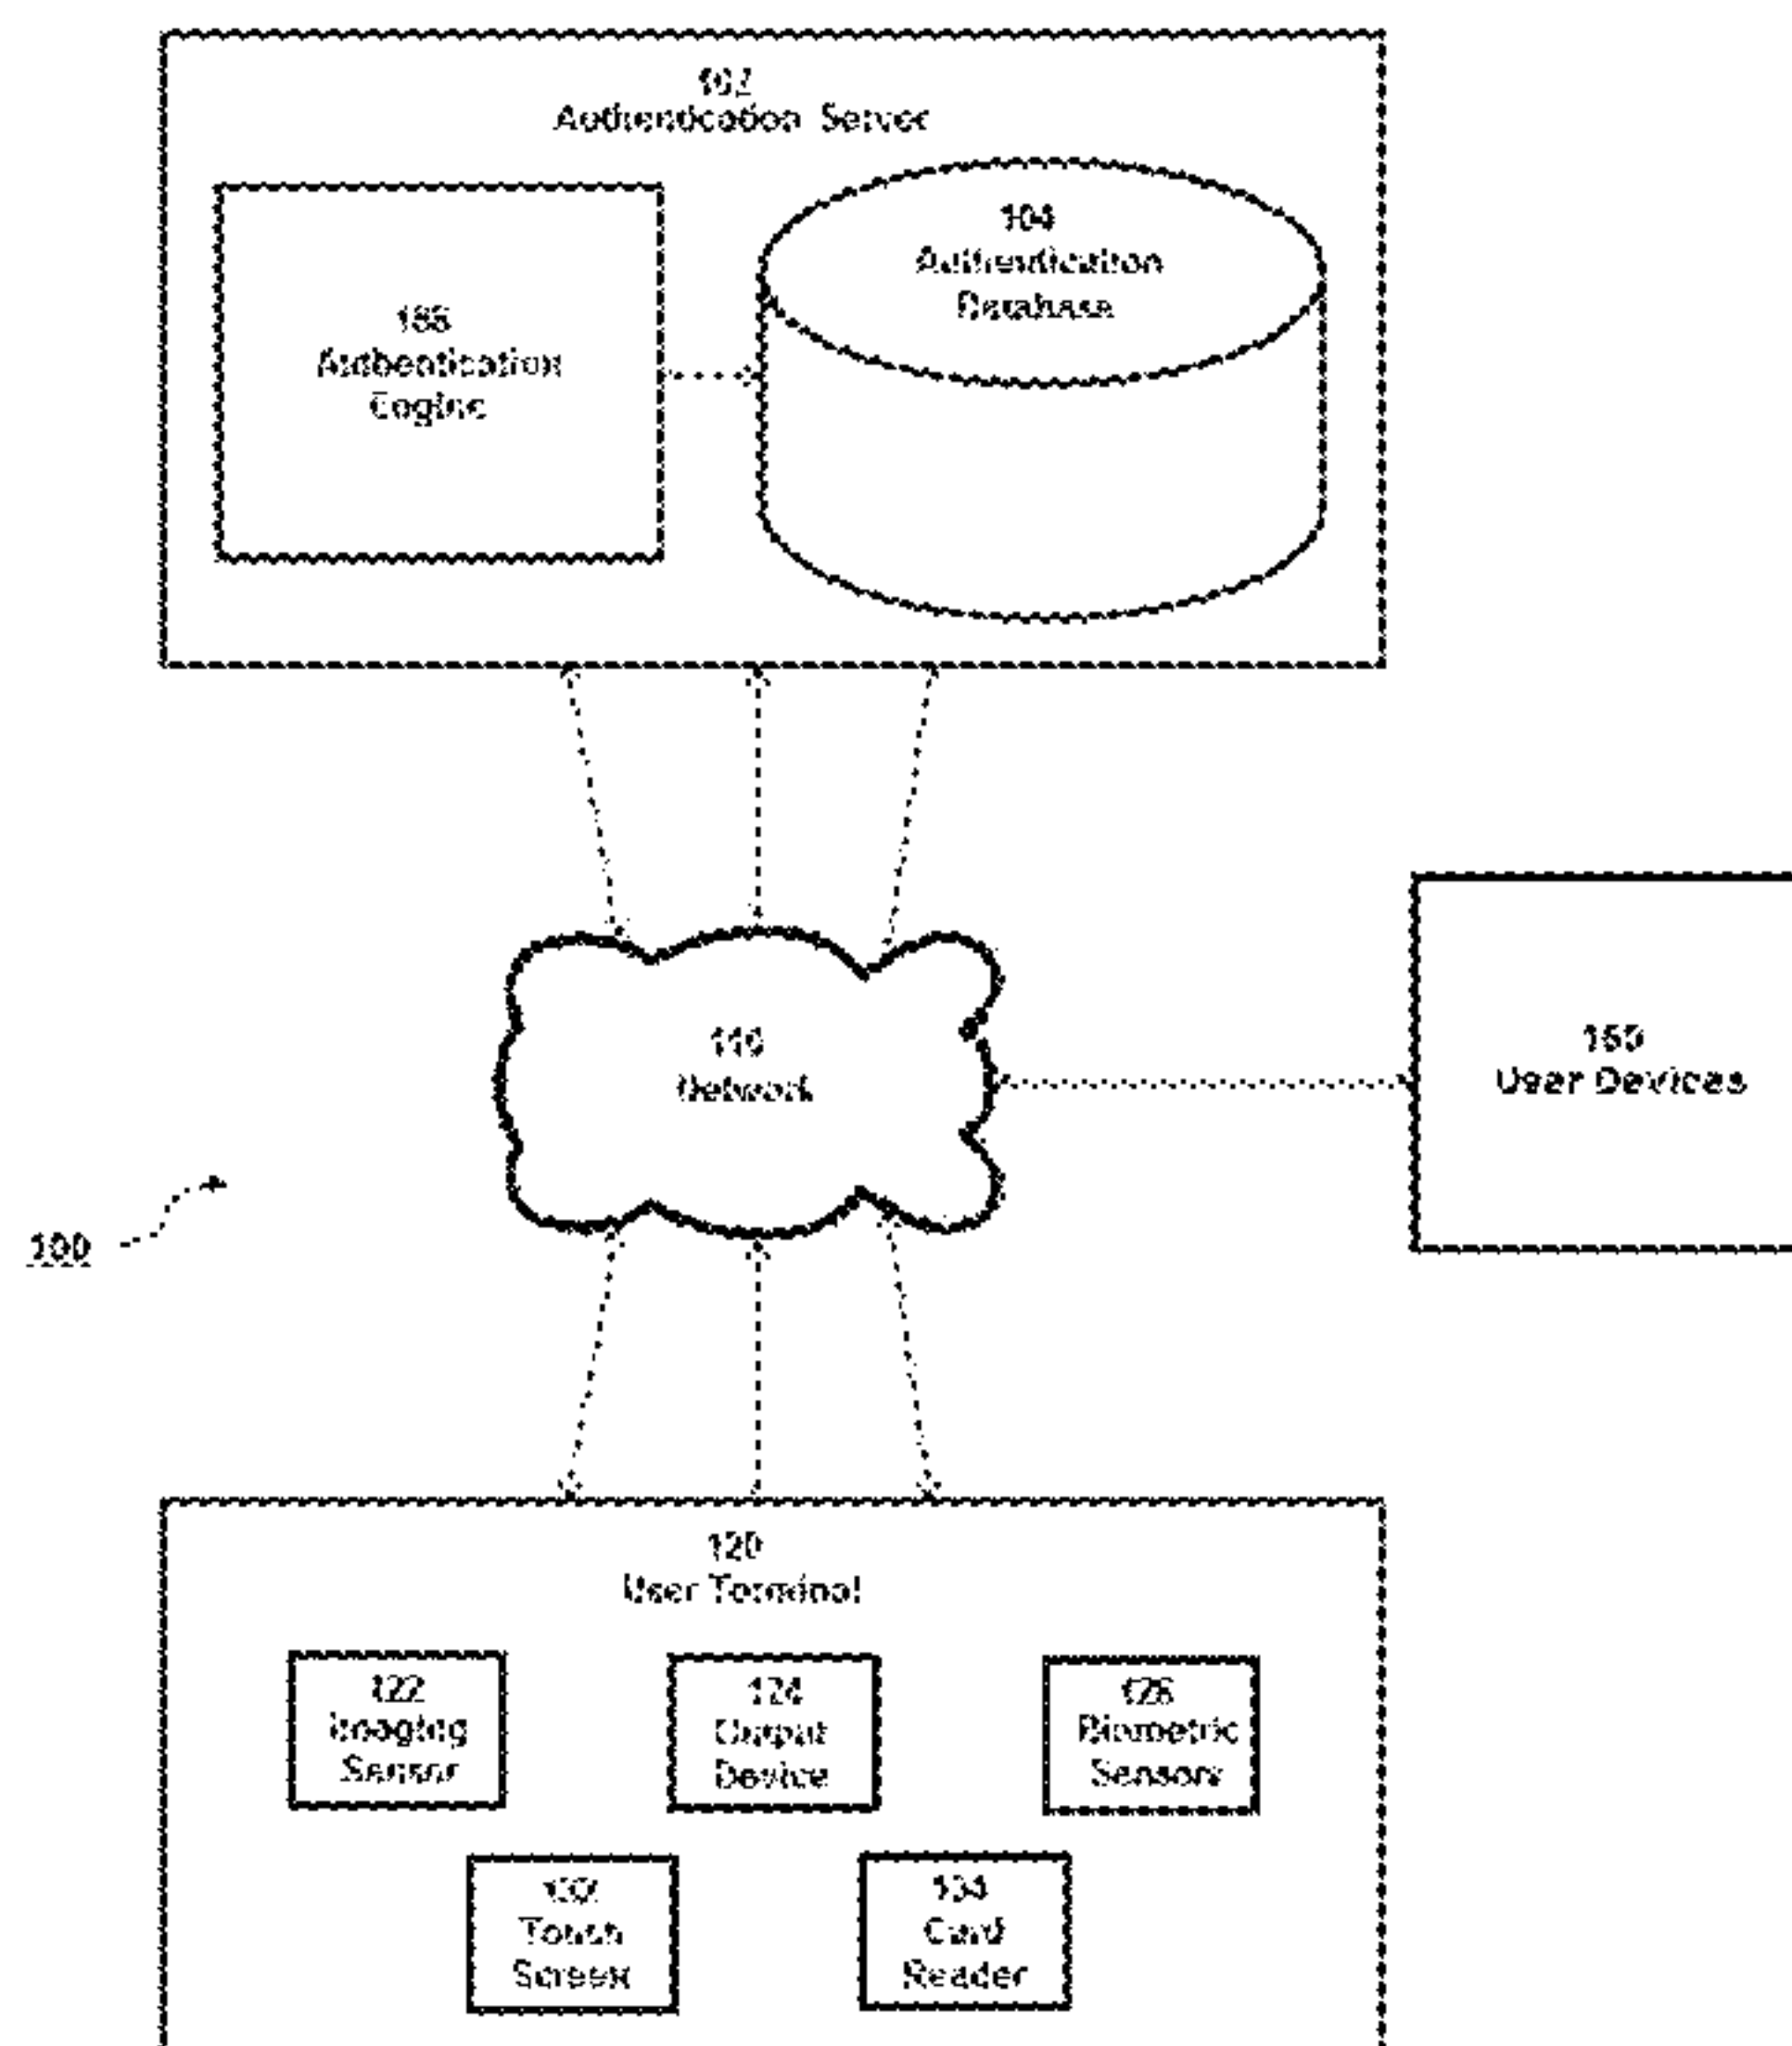 102
Authentication Server
104
Authentication
Database
Authentication
Engine
110
Network
User Devices
100
120
User Terminal
122
Imaging
Sensor
124
Output
Device
126
Biometric
Sensors
132
Touch
Screen
134
Card
Reader